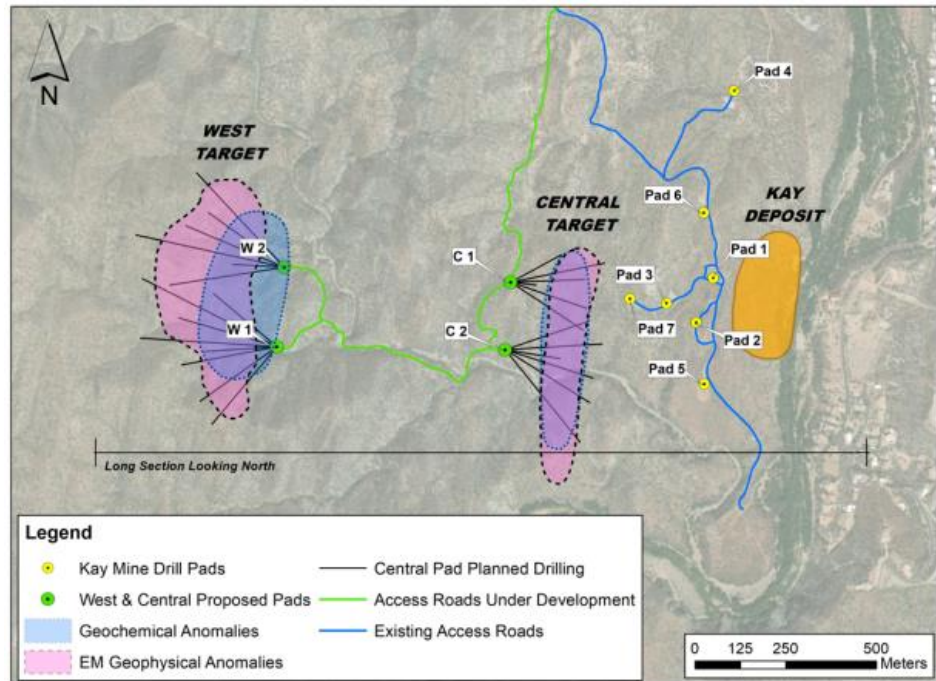 N
WEST
TARGET
W 2
W 1
C 1
C 2
CENTRAL
TARGET
Pad 4
Pad 6
KAY
DEPOSIT
Pad 1
Pad 3
Pad 7
Pad 2
Pad 5
Long Section Looking North
Legend
Kay Mine Drill Pads
West & Central Proposed Pads
Geochemical Anomalies
EM Geophysical Anomalies
Central Pad Planned Drilling
Access Roads Under Development
Existing Access Roads
0 125 250 500
Meters